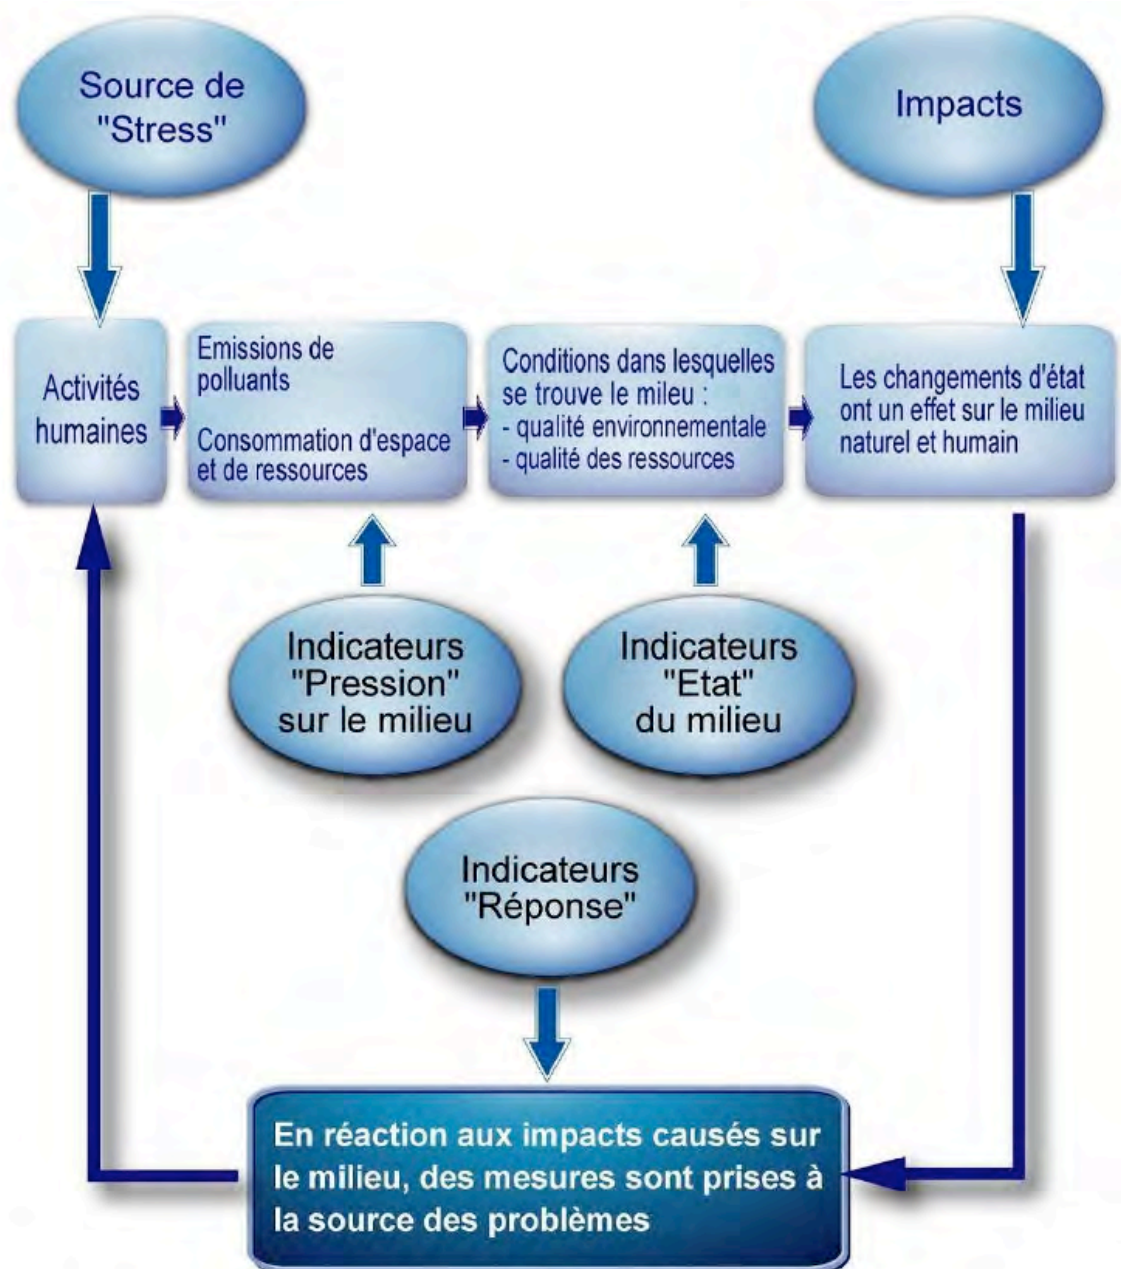 Source de
"Stress"
Impacts
Activités
humaines
Emissions de
polluants
Consommation d'espace
et de ressources
Conditions dans lesquelles
se trouve le mileu :
- qualité environnementale
- qualité des ressources
Les changements d'état
ont un effet sur le milieu
naturel et humain
Indicateurs
"Pression"
sur le milieu
Indicateurs
"Etat"
du milieu
Indicateurs
"Réponse"
En réaction aux impacts causés sur
le milieu, des mesures sont prises à
la source des problèmes